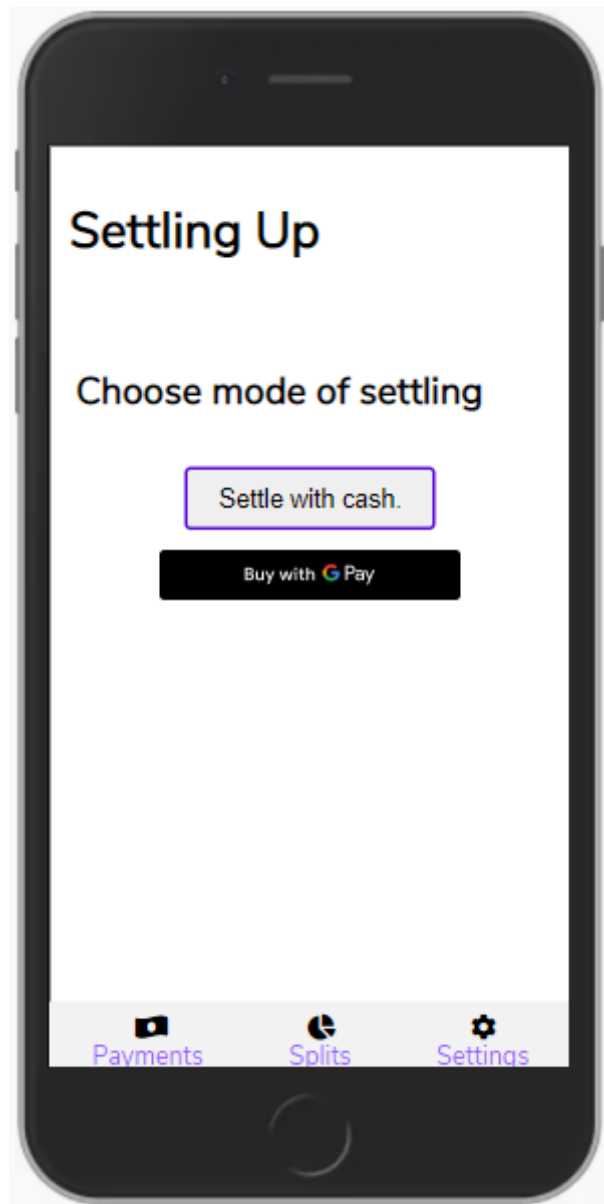 Settling Up
Choose mode of settling
Settle with cash.
Buy with G Pay
Payments Splits Settings